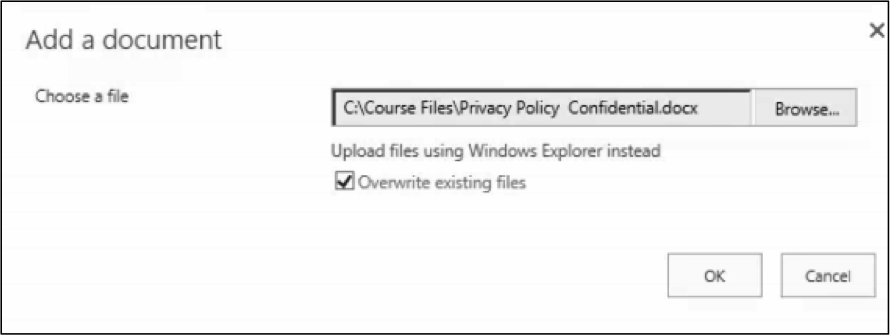 Add a document
Choose a file
C:\Course Files\Privacy Policy  Confidential.docx
Browse...
Upload files using Windows Explorer instead
Overwrite existing files
OK
Cancel